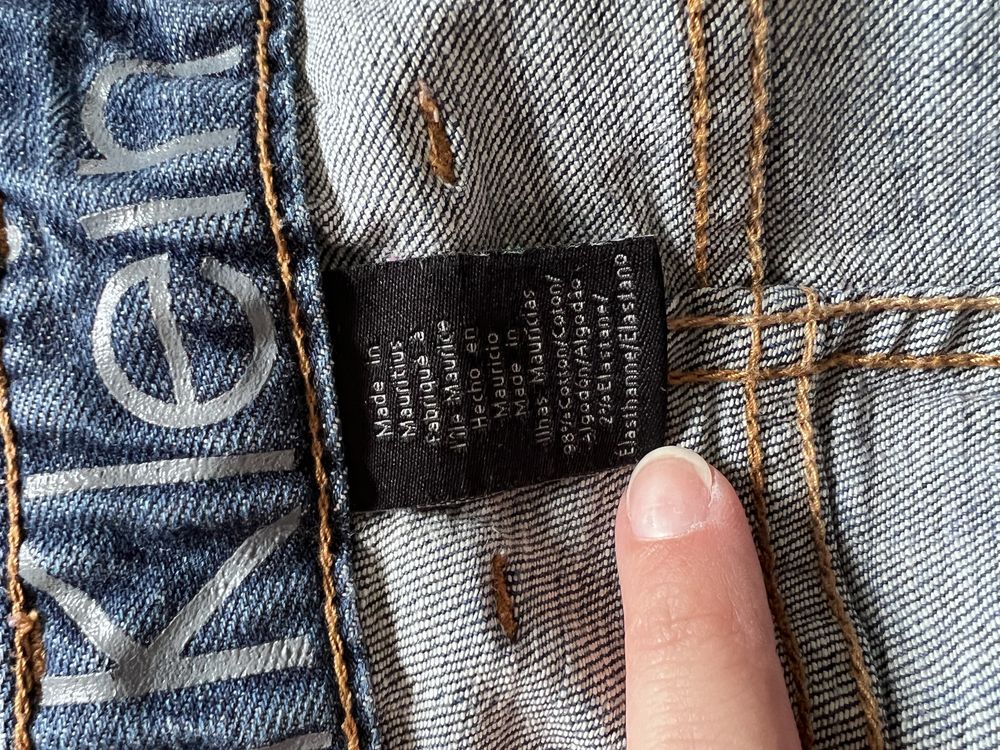 Klein
Made in
Mauritius
Fabriqué à
l'Ile Maurice
Hecho en
Mauricio
Made in
Ilhas Maurícias
98%Cotton/Coton/
Algodón/Algodão
2%Elastane/
Élasthanne/Elastano